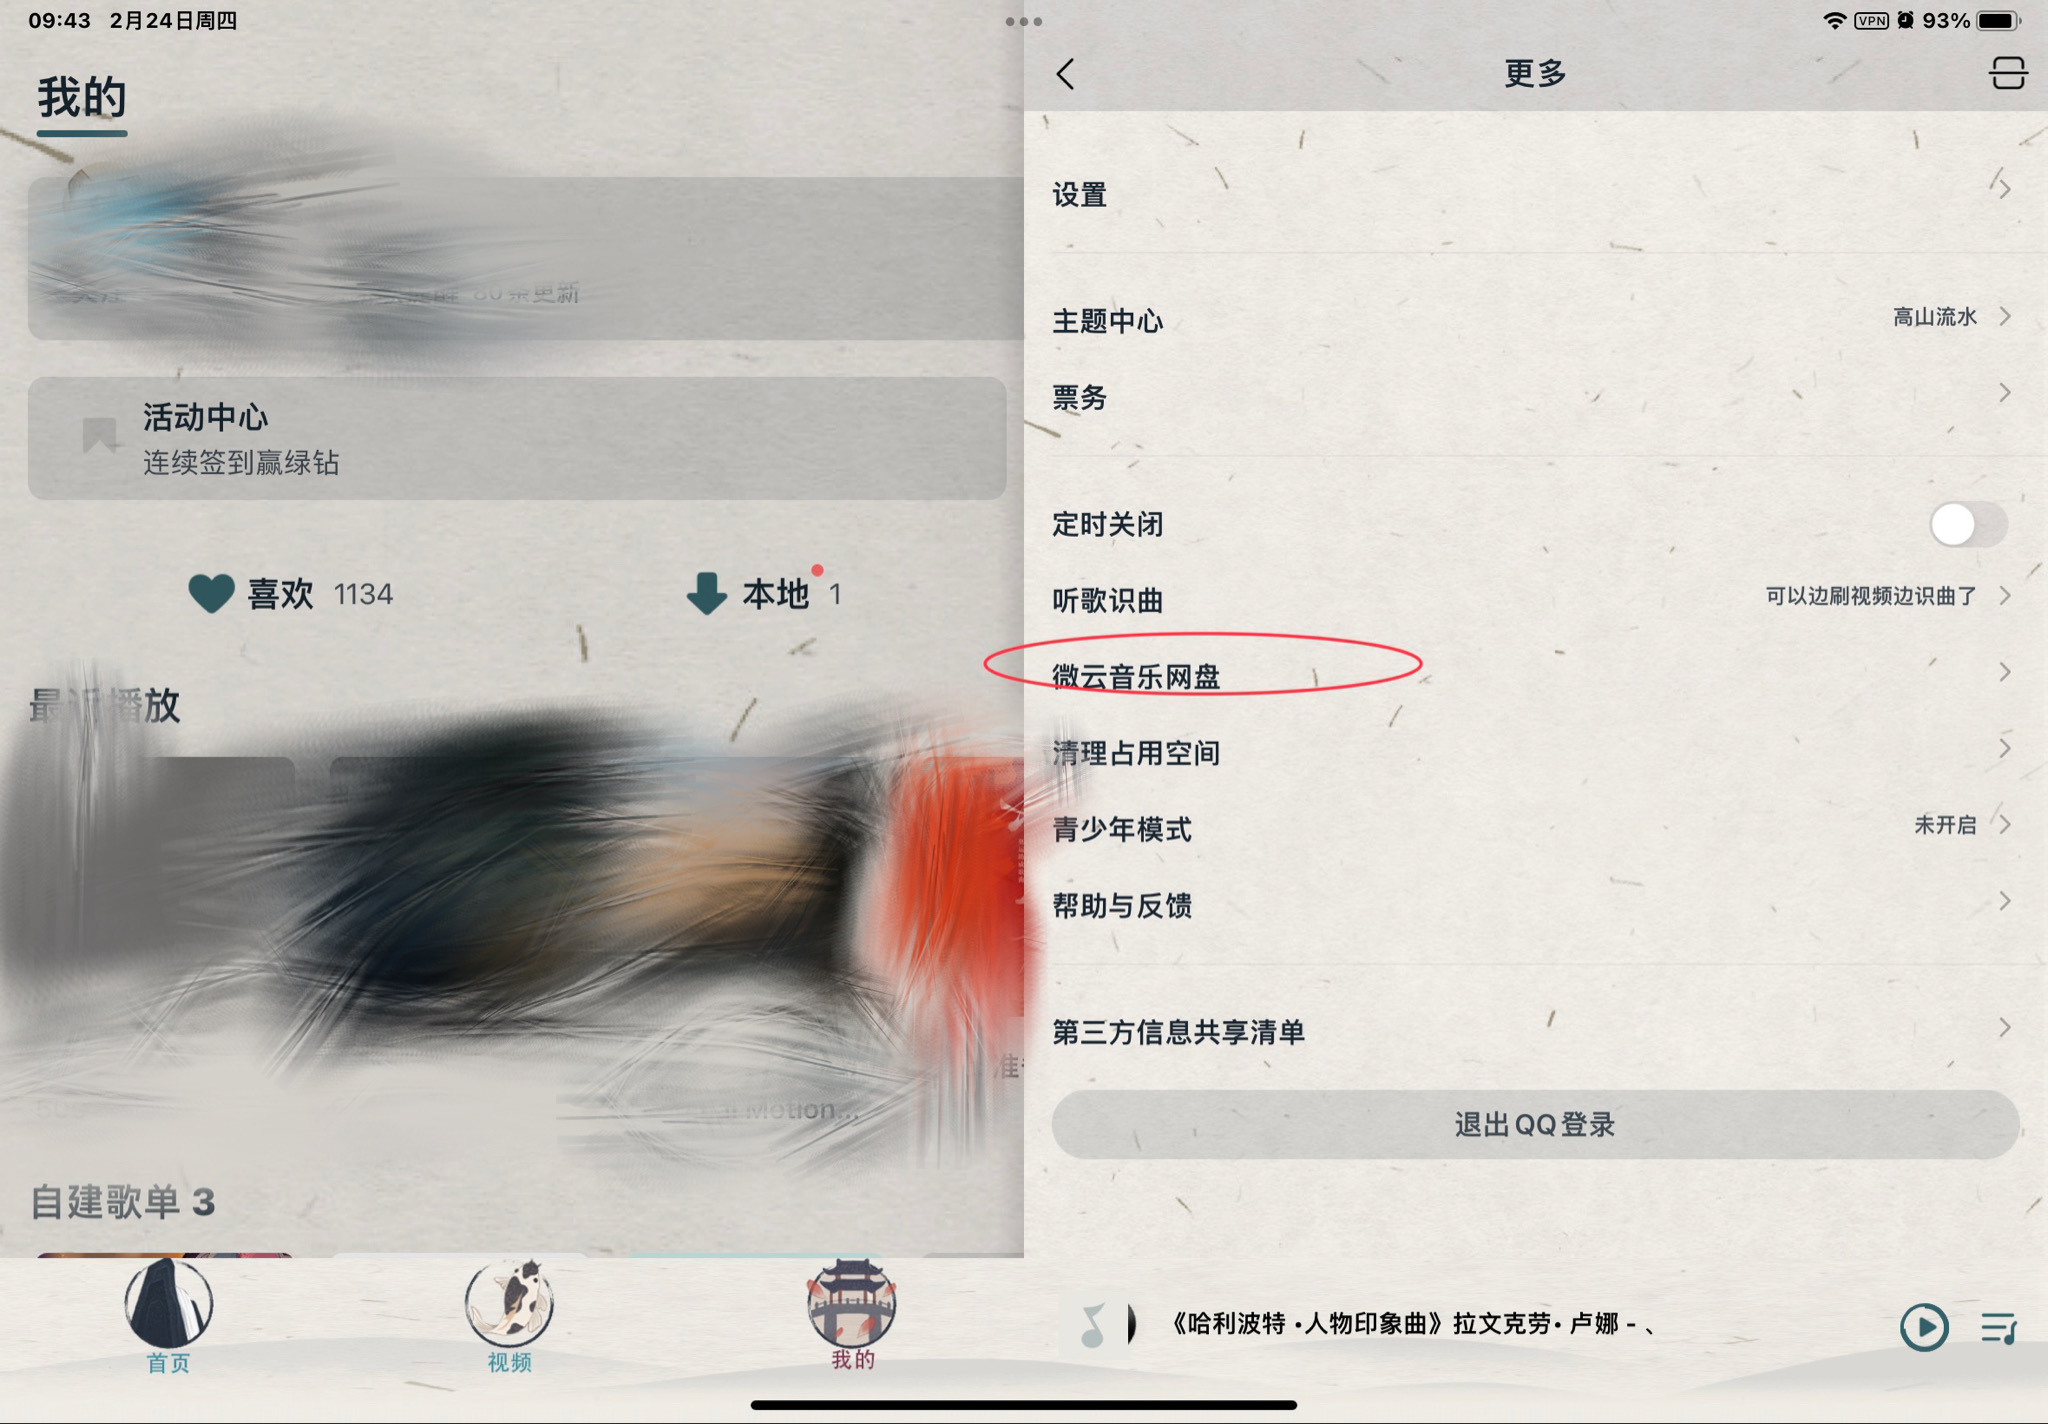 09:43 2月24日周四
VPN 93%
我的
80条更新
活动中心
连续签到赢绿钻
喜欢 1134
本地 1
最近播放
Motion...
自建歌单 3
首页
视频
我的
更多
设置
主题中心 高山流水
票务
定时关闭
听歌识曲 可以边刷视频边识曲了
微云音乐网盘
清理占用空间
青少年模式 未开启
帮助与反馈
第三方信息共享清单
退出QQ登录
《哈利波特·人物印象曲》拉文克劳·卢娜 - 、